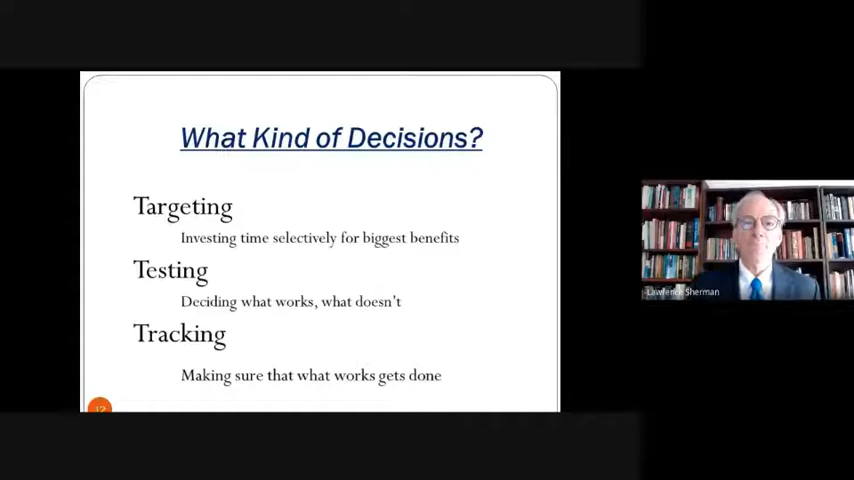 What Kind of Decisions?
Targeting
Investing time selectively for biggest benefits
Testing
Deciding what works, what doesn't
Tracking
Making sure that what works gets done
12
Lawrence Sherman